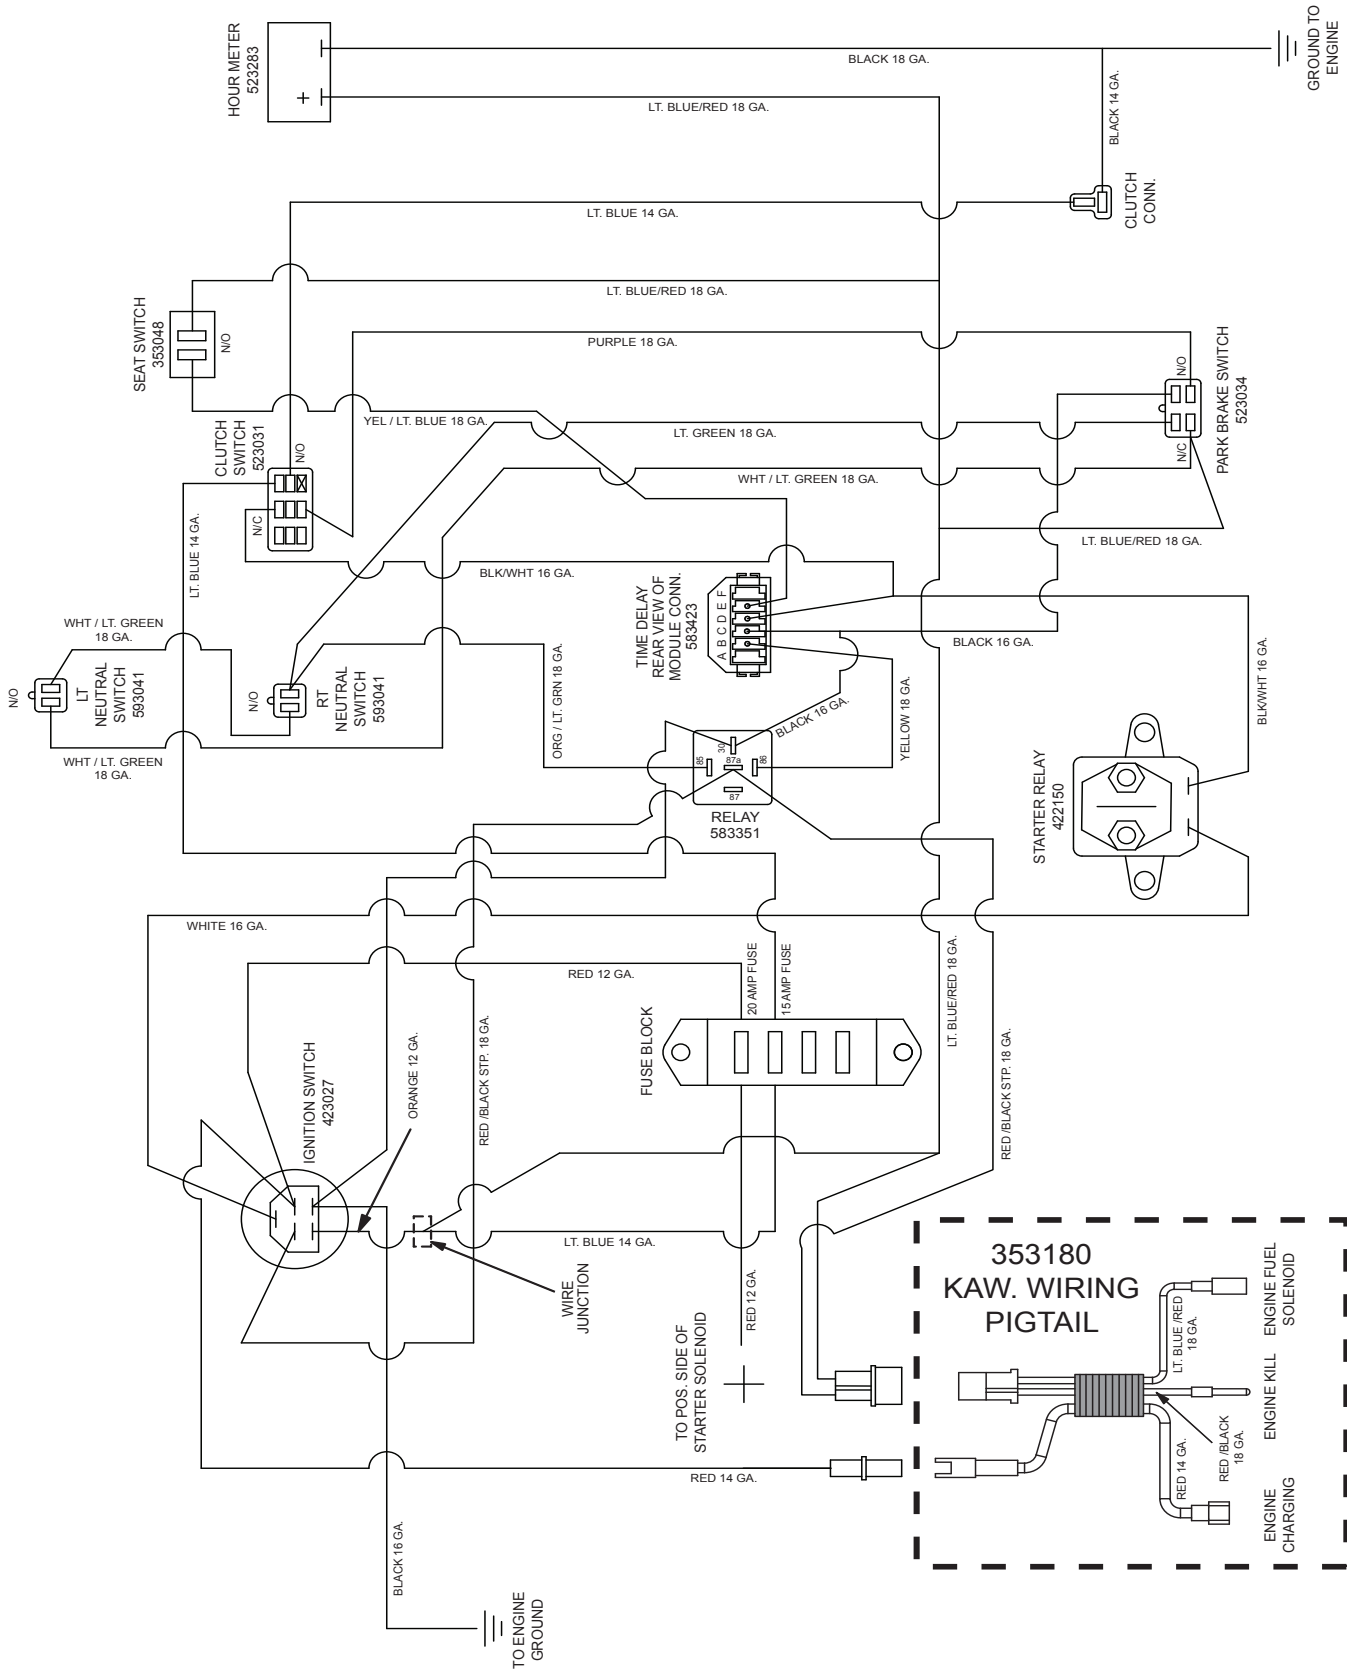 HOUR METER
523283
+
BLACK 18 GA.
LT. BLUE/RED 18 GA.
BLACK 14 GA.
GROUND TO
ENGINE
CLUTCH
CONN.
LT. BLUE 14 GA.
SEAT SWITCH
353048
N/O
LT. BLUE/RED 18 GA.
PURPLE 18 GA.
YEL / LT. BLUE 18 GA.
LT. GREEN 18 GA.
WHT / LT. GREEN 18 GA.
N/O
N/C
PARK BRAKE SWITCH
523034
LT. BLUE/RED 18 GA.
CLUTCH
SWITCH
523031
N/O
N/C
LT. BLUE 14 GA.
BLK/WHT 16 GA.
TIME DELAY
REAR VIEW OF
MODULE CONN.
583423
A B C D E F
BLACK 16 GA.
BLK/WHT 16 GA.
WHT / LT. GREEN
18 GA.
N/O
LT
NEUTRAL
SWITCH
593041
N/O
RT
NEUTRAL
SWITCH
593041
WHT / LT. GREEN
18 GA.
ORG / LT. GRN 18 GA.
BLACK 16 GA.
YELLOW 18 GA.
30
85
87a
86
87
RELAY
583351
STARTER RELAY
422150
WHITE 16 GA.
RED 12 GA.
20 AMP FUSE
15 AMP FUSE
FUSE BLOCK
LT. BLUE/RED 18 GA.
RED /BLACK STP. 18 GA.
IGNITION SWITCH
423027
ORANGE 12 GA.
RED /BLACK STP. 18 GA.
LT. BLUE 14 GA.
WIRE
JUNCTION
RED 12 GA.
TO POS. SIDE OF
STARTER SOLENOID
RED 14 GA.
BLACK 16 GA.
TO ENGINE
GROUND
353180
KAW. WIRING
PIGTAIL
LT. BLUE /RED
18 GA.
ENGINE FUEL
SOLENOID
ENGINE KILL
RED /BLACK
18 GA.
RED 14 GA.
ENGINE
CHARGING